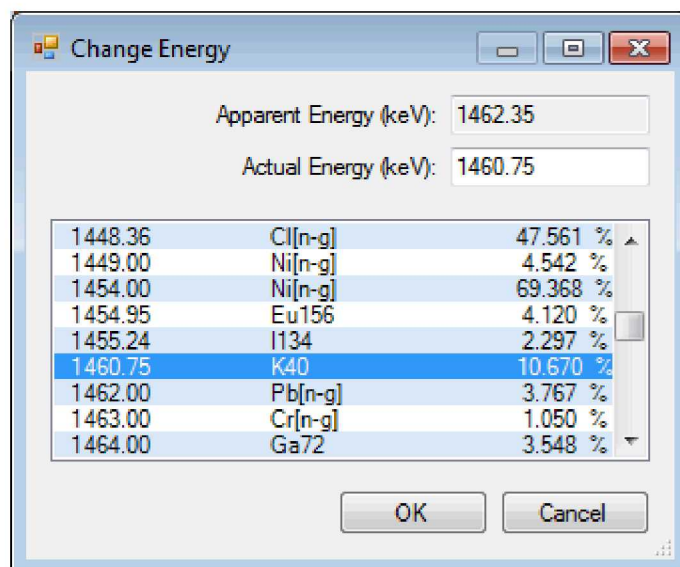 Change Energy
Apparent Energy (keV): 1462.35
Actual Energy (keV): 1460.75
1448.36 Cl[n-g] 47.561 %
1449.00 Ni[n-g] 4.542 %
1454.00 Ni[n-g] 69.368 %
1454.95 Eu156 4.120 %
1455.24 I134 2.297 %
1460.75 K40 10.670 %
1462.00 Pb[n-g] 3.767 %
1463.00 Cr[n-g] 1.050 %
1464.00 Ga72 3.548 %
OK Cancel